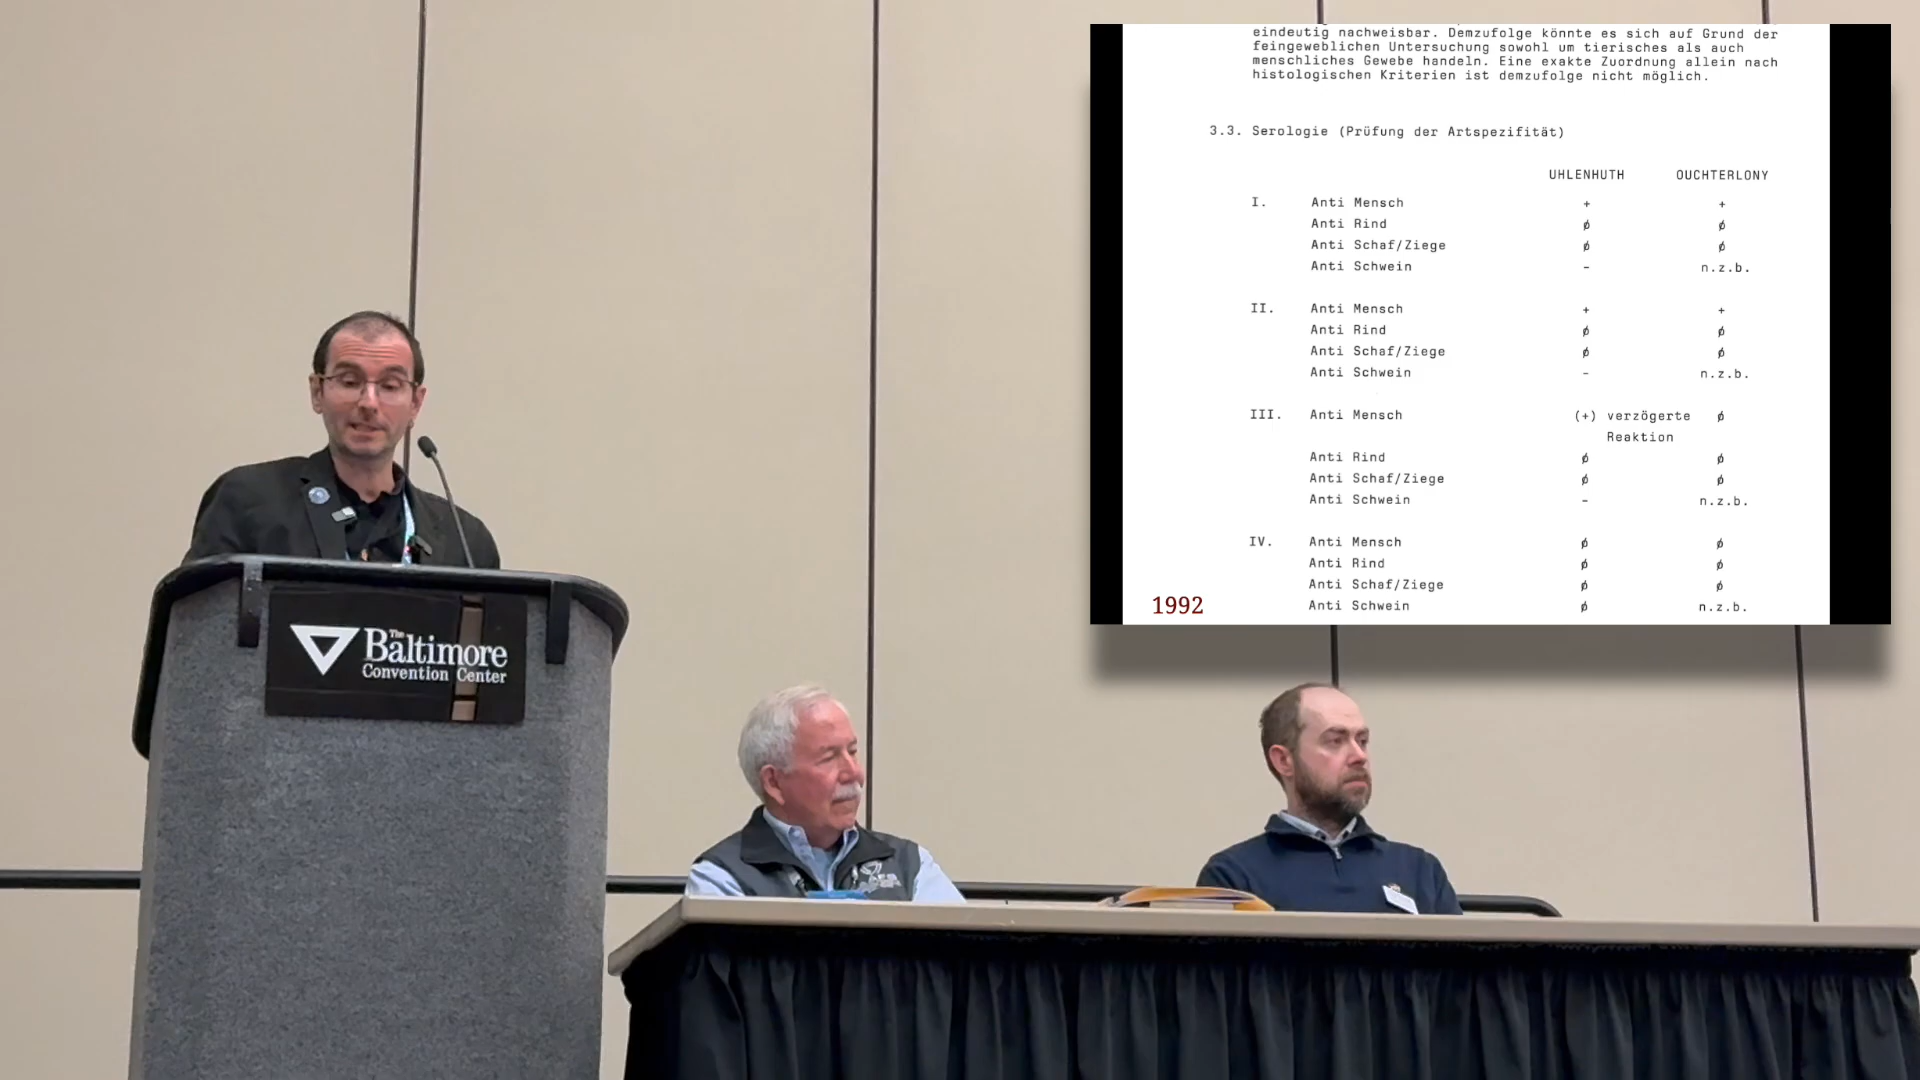 eindeutig nachweisbar. Demzufolge könnte es sich auf Grund der
feingeweblichen Untersuchung sowohl um tierisches als auch
menschliches Gewebe handeln. Eine exakte Zuordnung allein nach
histologischen Kriterien ist demzufolge nicht möglich.
3.3. Serologie (Prüfung der Artspezifität)
UHLENHUTH OUCHTERLONY
I. Anti Mensch + +
Anti Rind ø ø
Anti Schaf/Ziege ø ø
Anti Schwein - n.z.b.
II. Anti Mensch + +
Anti Rind ø ø
Anti Schaf/Ziege ø ø
Anti Schwein - n.z.b.
III. Anti Mensch (+) verzögerte ø
Reaktion
Anti Rind ø ø
Anti Schaf/Ziege ø ø
Anti Schwein - n.z.b.
IV. Anti Mensch ø ø
Anti Rind ø ø
Anti Schaf/Ziege ø ø
Anti Schwein ø n.z.b.
1992
The Baltimore
Convention Center